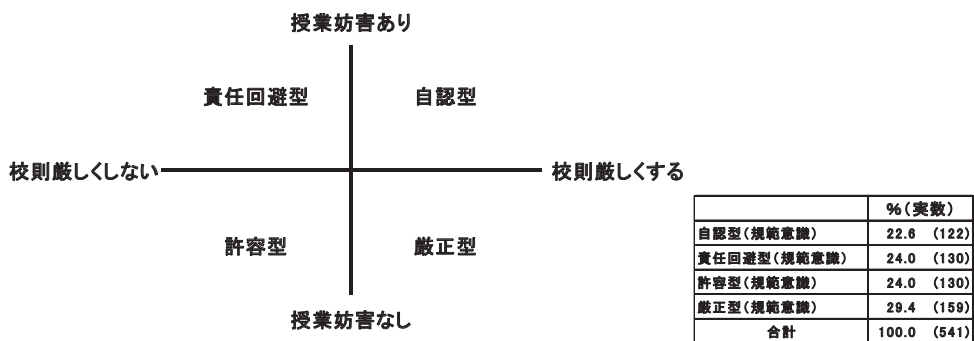 授業妨害あり
責任回避型 自認型
校則厳しくしない 校則厳しくする
許容型 厳正型
授業妨害なし
%(実数)
自認型(規範意識) 22.6 (122)
責任回避型(規範意識) 24.0 (130)
許容型(規範意識) 24.0 (130)
厳正型(規範意識) 29.4 (159)
合計 100.0 (541)